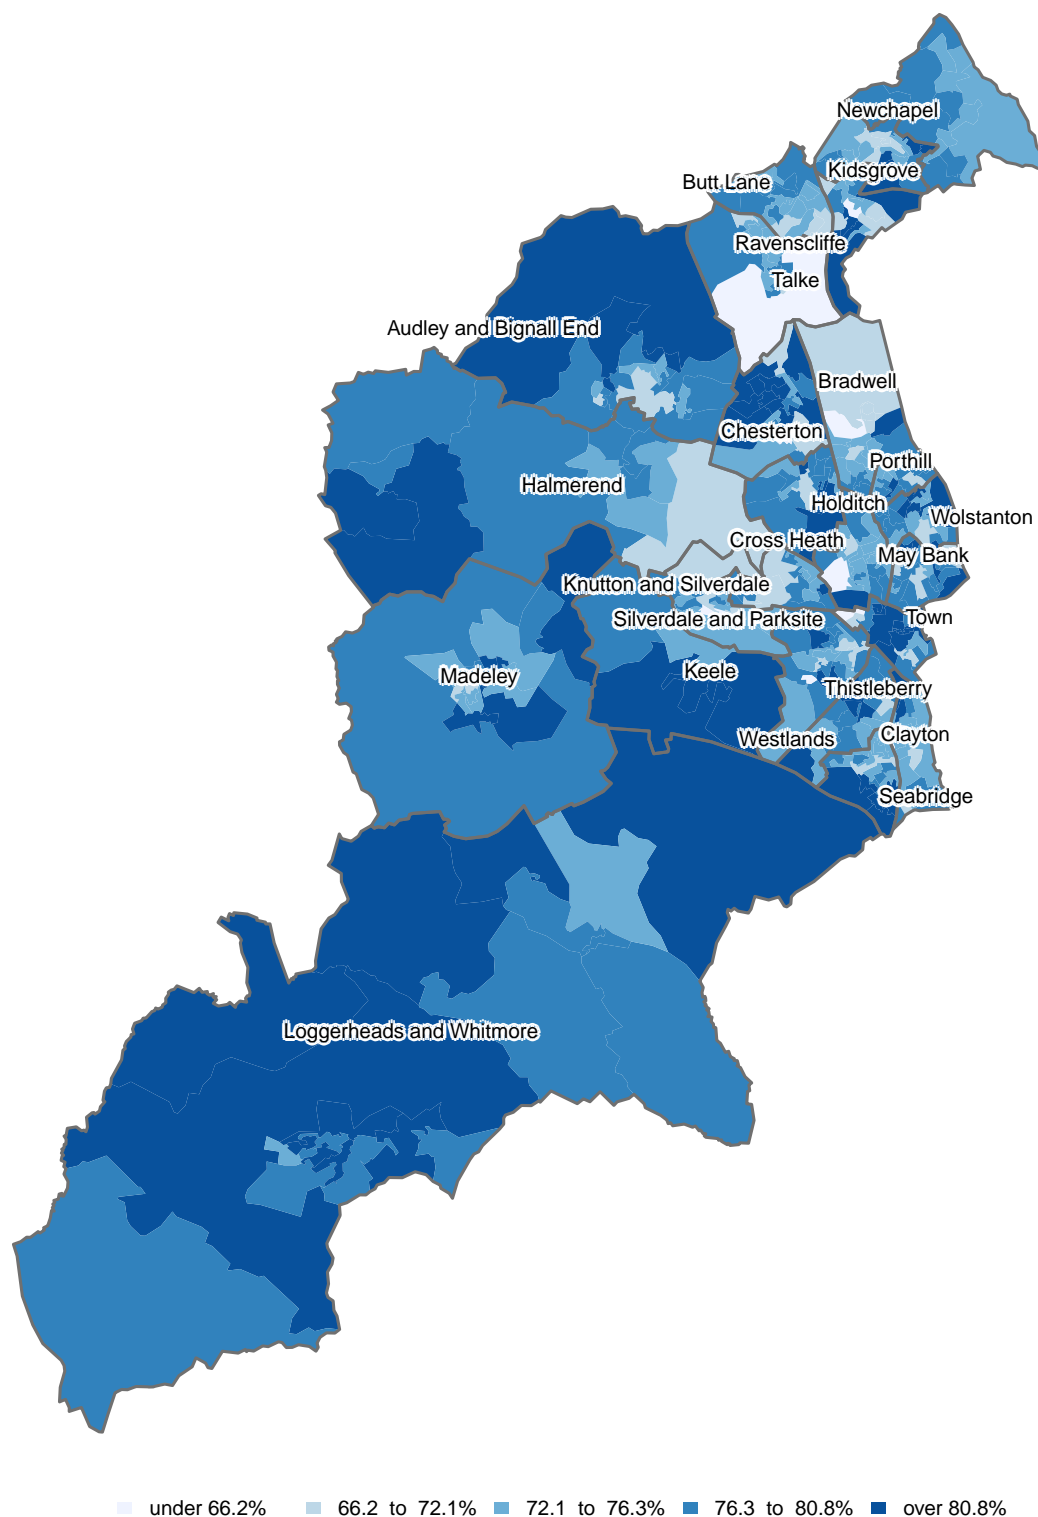 Newchapel
Kidsgrove
Butt Lane
Ravenscliffe
Talke
Audley and Bignall End
Bradwell
Chesterton
Porthill
Halmerend
Holditch
Wolstanton
Cross Heath
May Bank
Knutton and Silverdale
Silverdale and Parksite
Town
Keele
Madeley
Thistleberry
Westlands
Clayton
Seabridge
Loggerheads and Whitmore
under 66.2% 66.2 to 72.1% 72.1 to 76.3% 76.3 to 80.8% over 80.8%